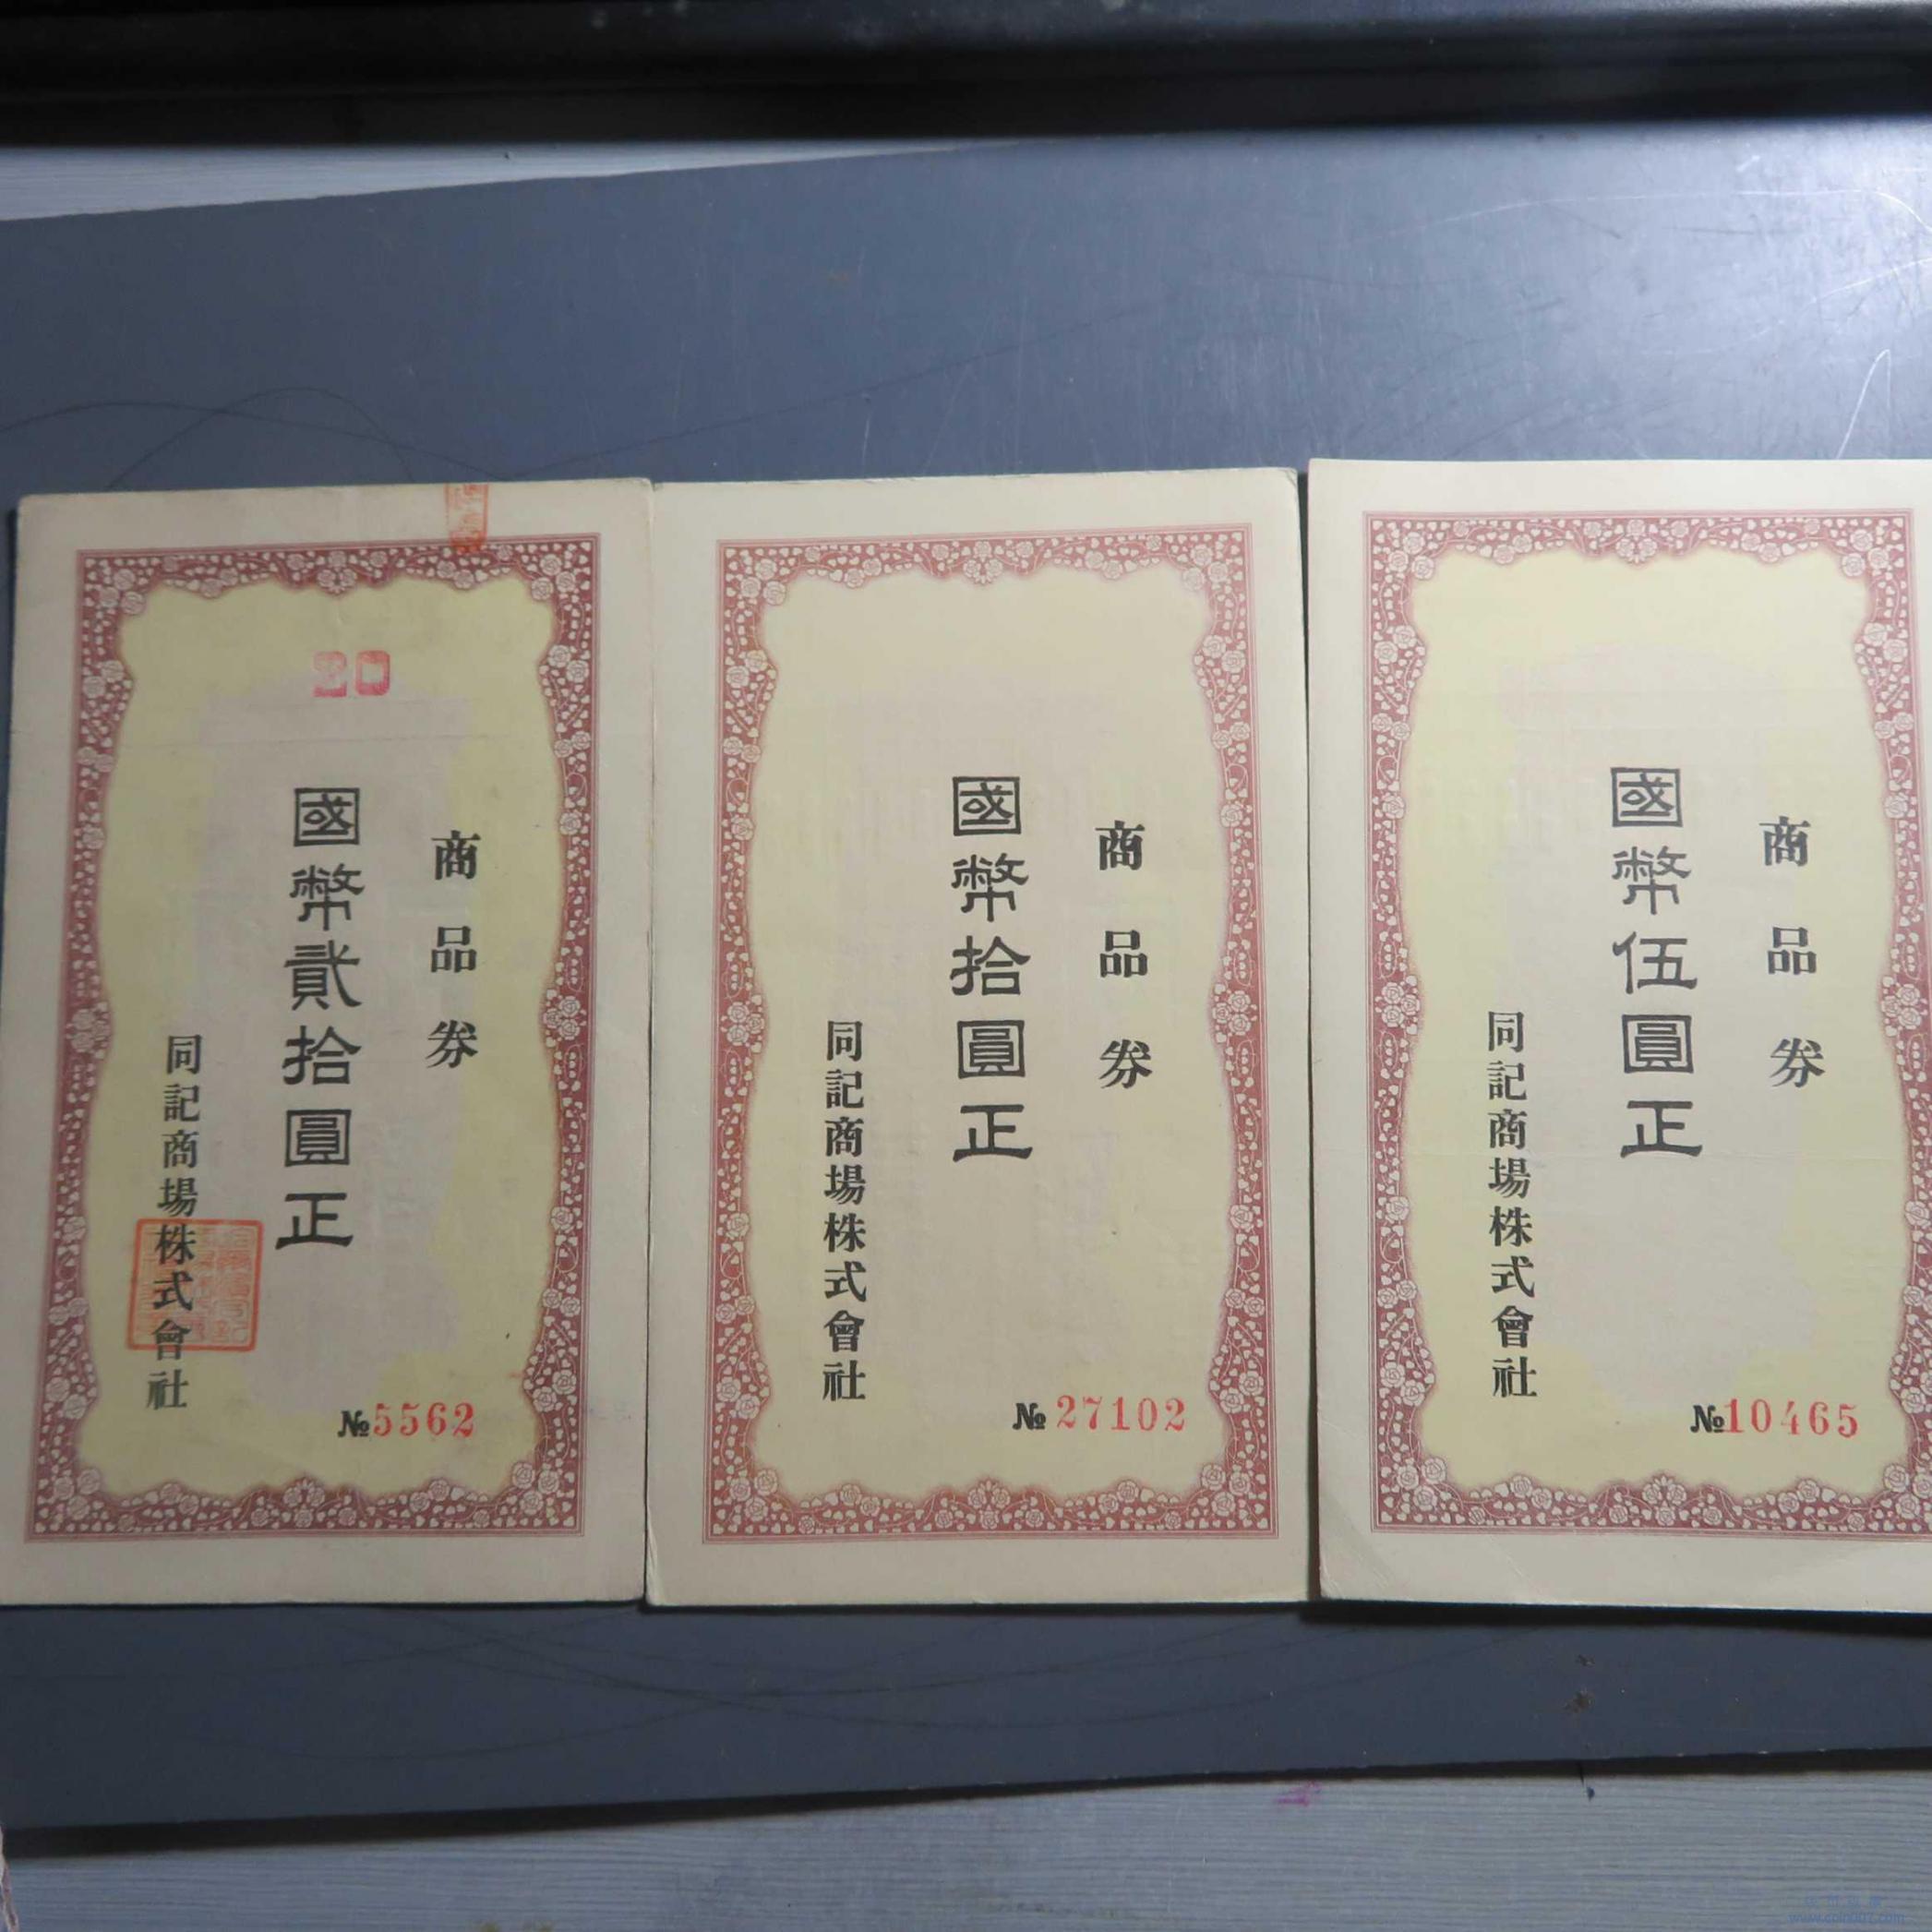 20
商品券
國幣貳拾圓正
同記商場株式會社
№5562
商品券
國幣拾圓正
同記商場株式會社
№27102
商品券
國幣伍圓正
同記商場株式會社
№10465